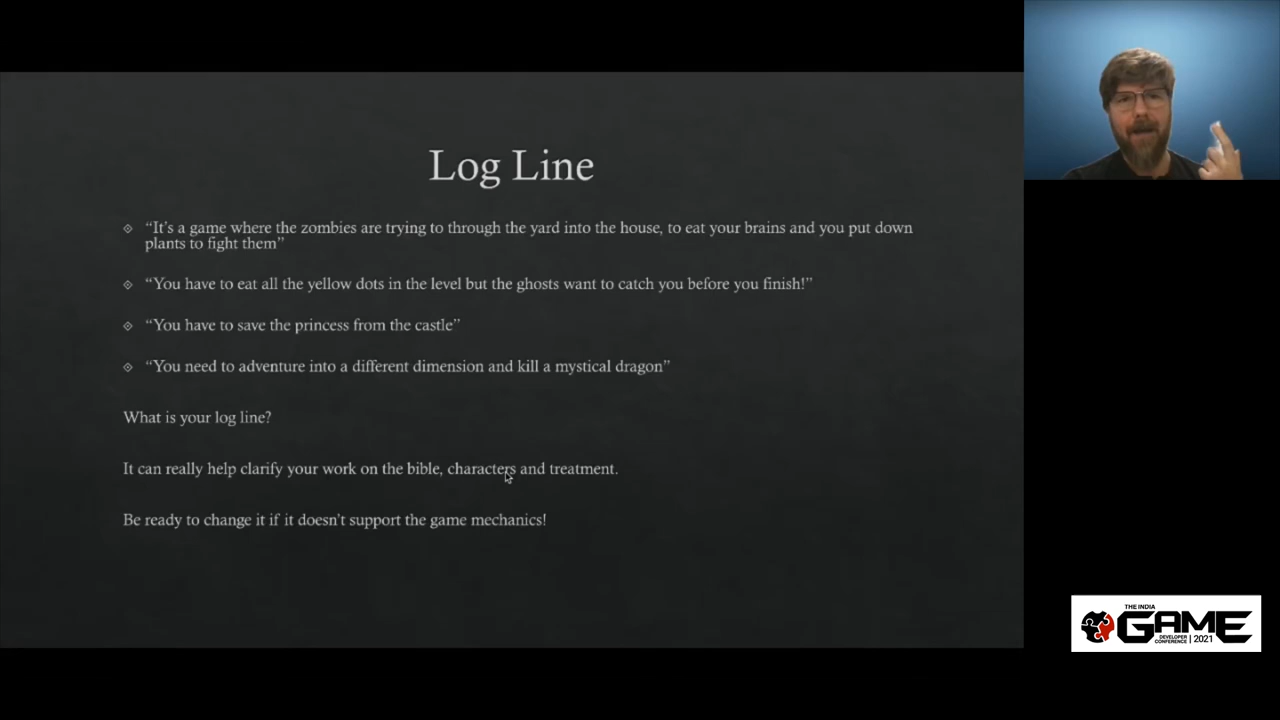 Log Line
“It’s a game where the zombies are trying to through the yard into the house, to eat your brains and you put down
plants to fight them”
“You have to eat all the yellow dots in the level but the ghosts want to catch you before you finish!”
“You have to save the princess from the castle”
“You need to adventure into a different dimension and kill a mystical dragon”
What is your log line?
It can really help clarify your work on the bible, characters and treatment.
Be ready to change it if it doesn’t support the game mechanics!
THE INDIA
GAME
DEVELOPER
CONFERENCE | 2021